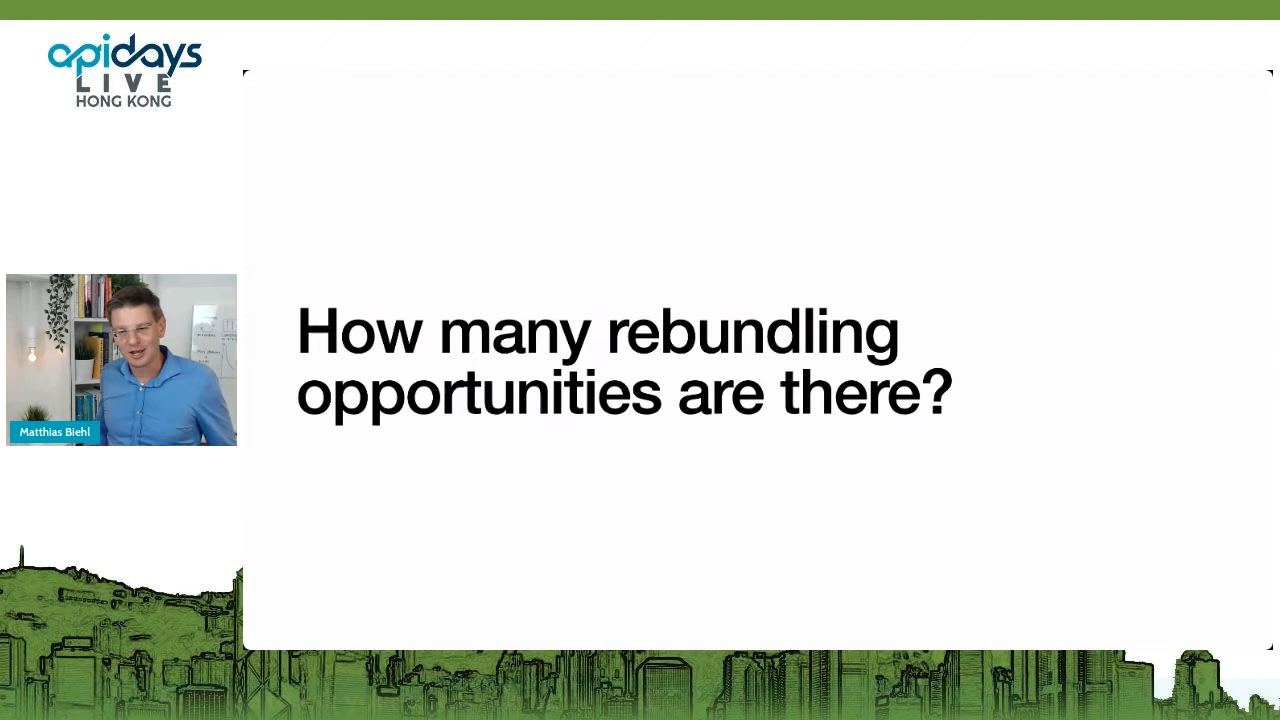 apidays
LIVE
HONG KONG
How many rebundling
opportunities are there?
Matthias Biehl